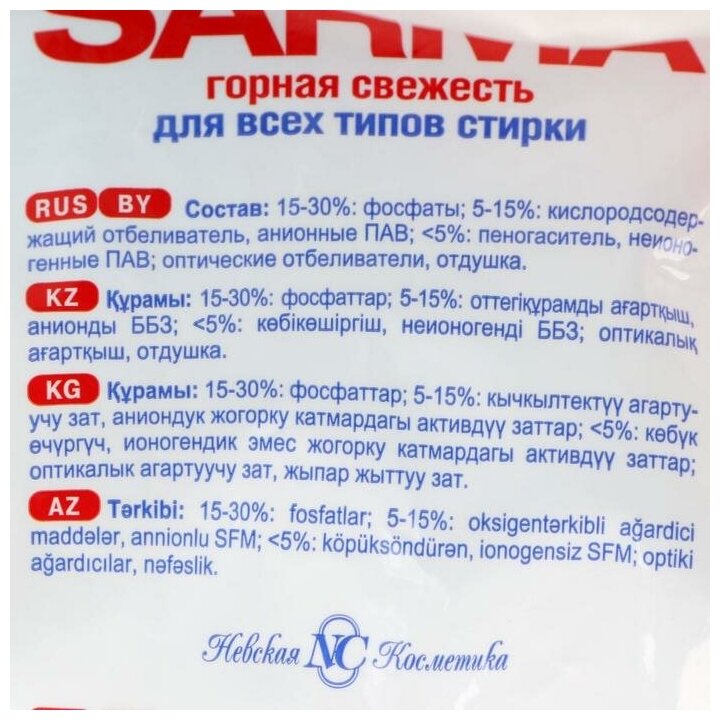 SARMA
горная свежесть
для всех типов стирки
RUS BY Состав: 15-30%: фосфаты; 5-15%: кислородсодер-
жащий отбеливатель, анионные ПАВ; <5%: пеногаситель, неионо-
генные ПАВ; оптические отбеливатели, отдушка.
KZ Құрамы: 15-30%: фосфаттар; 5-15%: оттегіқұрамды ағартқыш,
анионды ББЗ; <5%: көбікөшіргіш, неионогенді ББЗ; оптикалық
ағартқыш, отдушка.
KG Құрамы: 15-30%: фосфаттар; 5-15%: кычкылтектүү агарту-
учу зат, аниондук жогорку катмардагы активдүү заттар; <5%: көбүк
өчүргүч, ионогендик эмес жогорку катмардагы активдүү заттар;
оптикалык агартуучу зат, жыпар жыттуу зат.
AZ Tərkibi: 15-30%: fosfatlar; 5-15%: oksigentərkibli ağardici
maddələr, annionlu SFM; <5%: köpüksöndürən, ionogensiz SFM; optiki
ağardıcılar, nəfəslik.
Невская NC Косметика